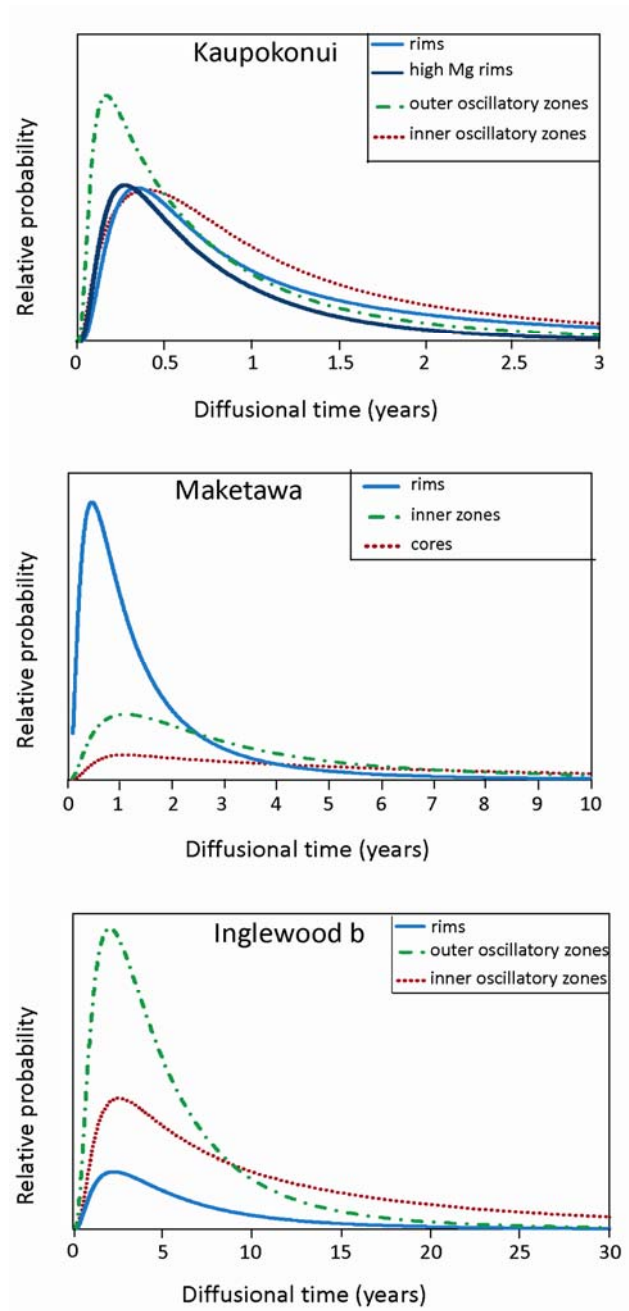 Kaupokonui
rims
high Mg rims
outer oscillatory zones
inner oscillatory zones
Relative probability
0 0.5 1 1.5 2 2.5 3
Diffusional time (years)
Maketawa
rims
inner zones
cores
Relative probability
0 1 2 3 4 5 6 7 8 9 10
Diffusional time (years)
Inglewood b
rims
outer oscillatory zones
inner oscillatory zones
Relative probability
0 5 10 15 20 25 30
Diffusional time (years)